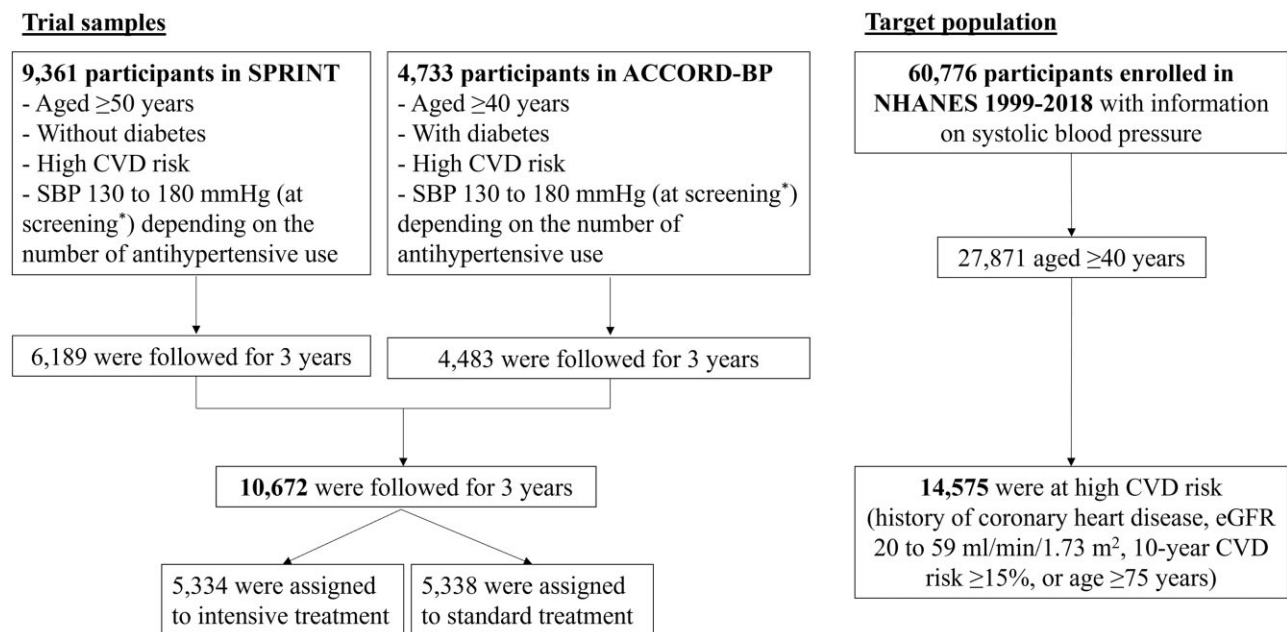 Trial samples
9,361 participants in SPRINT
- Aged ≥50 years
- Without diabetes
- High CVD risk
- SBP 130 to 180 mmHg (at
screening*) depending on the
number of antihypertensive use
4,733 participants in ACCORD-BP
- Aged ≥40 years
- With diabetes
- High CVD risk
- SBP 130 to 180 mmHg (at screening*)
depending on the number of
antihypertensive use
6,189 were followed for 3 years
4,483 were followed for 3 years
10,672 were followed for 3 years
5,334 were assigned
to intensive treatment
5,338 were assigned
to standard treatment
Target population
60,776 participants enrolled in
NHANES 1999-2018 with information
on systolic blood pressure
27,871 aged ≥40 years
14,575 were at high CVD risk
(history of coronary heart disease, eGFR
20 to 59 ml/min/1.73 m², 10-year CVD
risk ≥15%, or age ≥75 years)